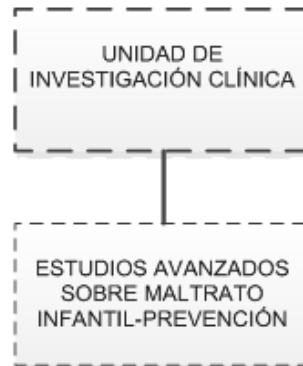 UNIDAD DE
INVESTIGACIÓN CLÍNICA
ESTUDIOS AVANZADOS
SOBRE MALTRATO
INFANTIL-PREVENCIÓN